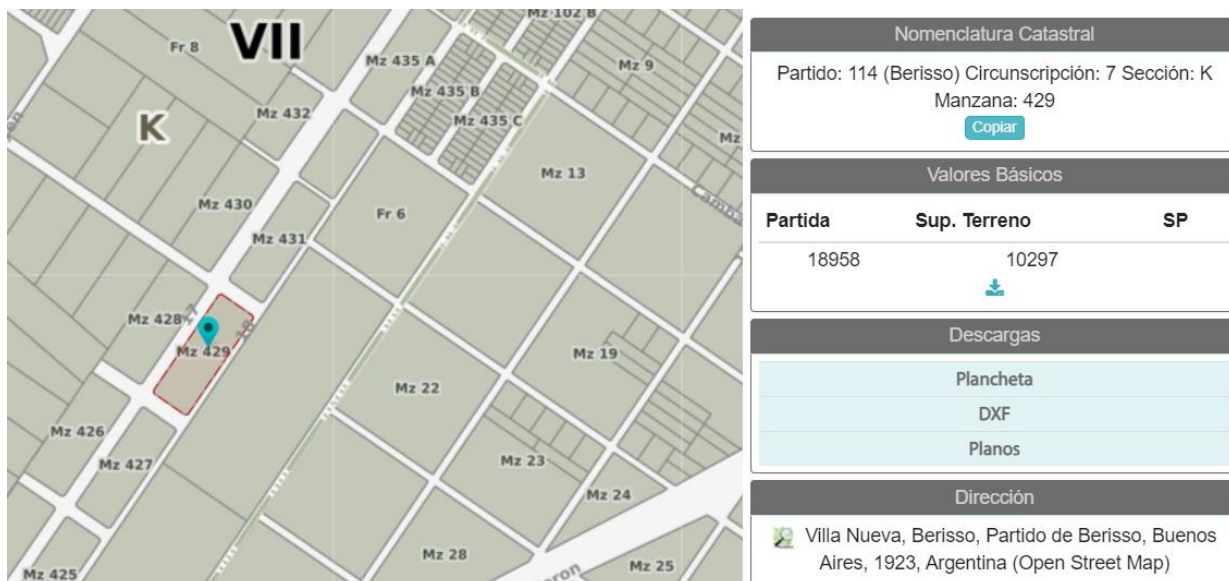 VII
Fr 8
K
Mz 102 B
Mz 435 A
Mz 9
Mz 435 B
Mz 432
Mz 435 C
Mz
Mz 13
Mz 430
Fr 6
Mz 431
Mz 428
17
18
Mz 429
Mz 19
Mz 22
Mz 426
Mz 427
Mz 23
Mz 24
Mz 28
Mz 25
Mz 425
Nomenclatura Catastral
Partido: 114 (Berisso) Circunscripción: 7 Sección: K
Manzana: 429
Copiar
Valores Básicos
Partida Sup. Terreno SP
18958 10297
Descargas
Plancheta
DXF
Planos
Dirección
Villa Nueva, Berisso, Partido de Berisso, Buenos
Aires, 1923, Argentina (Open Street Map)